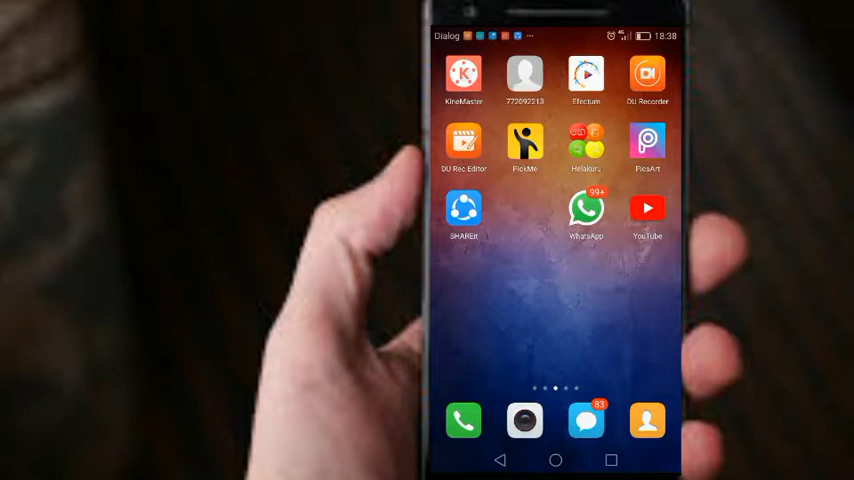 Dialog ... 4G 18:38
KineMaster 772092213 Efectum DU Recorder
DU Rec Editor PickMe Helakuru PicsArt
99+
SHAREit WhatsApp YouTube
83